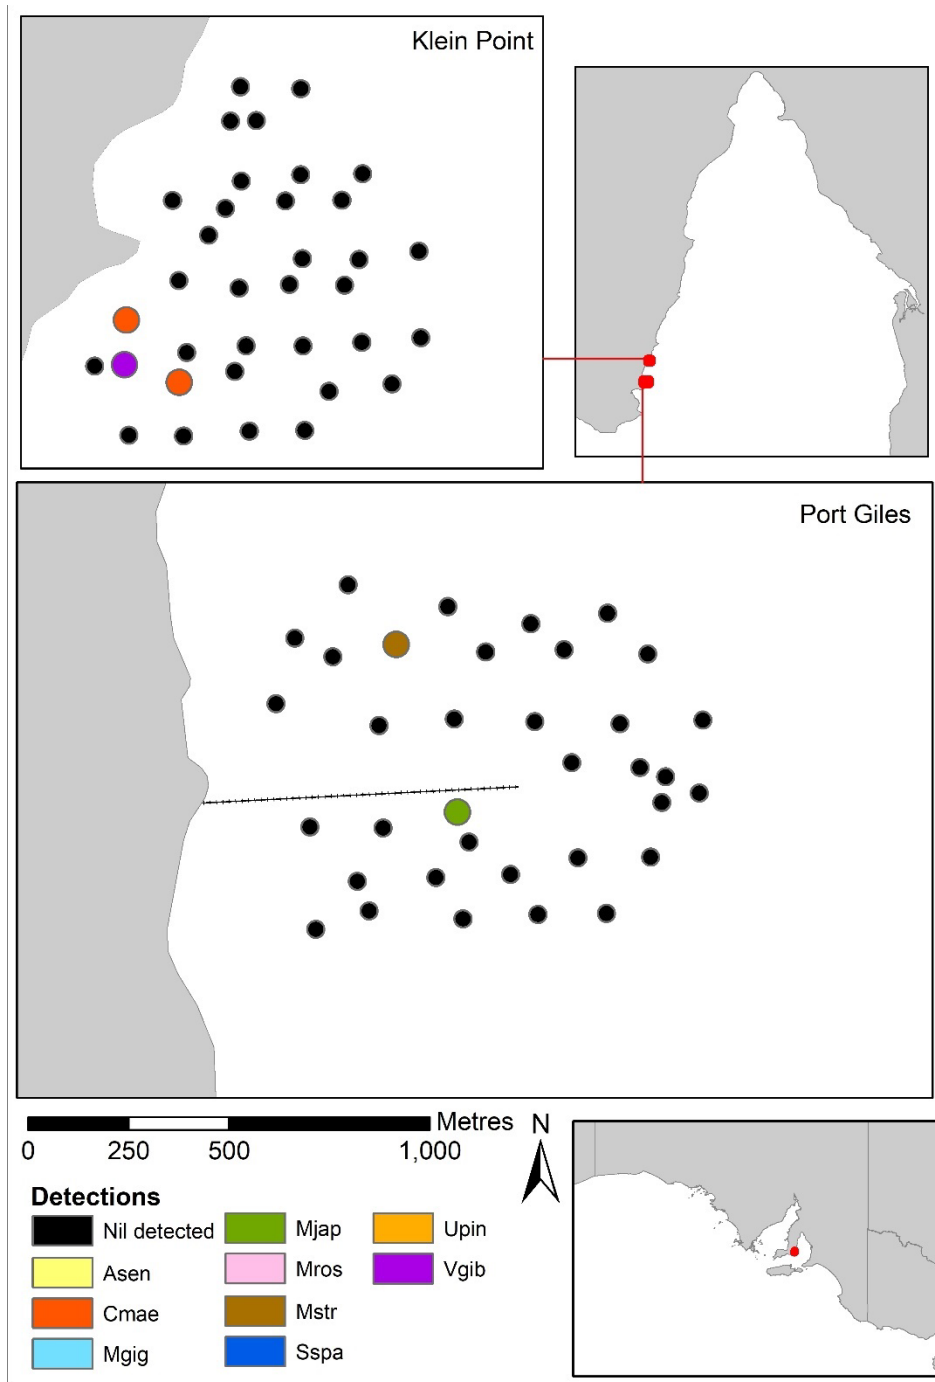 Klein Point
Port Giles
Metres
0 250 500 1,000
N
Detections
Nil detected
Asen
Cmae
Mgig
Mjap
Mros
Mstr
Sspa
Upin
Vgib